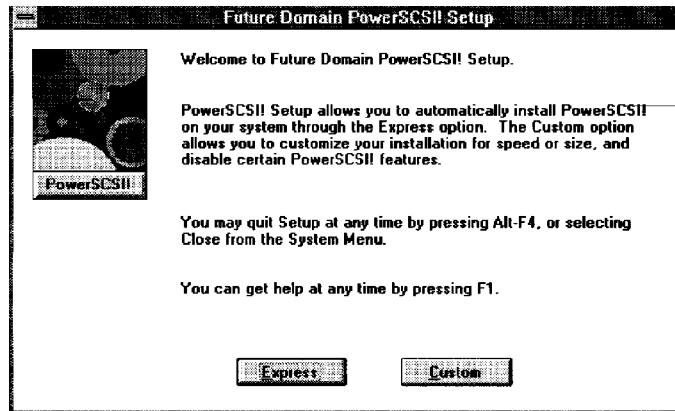 Future Domain PowerSCSI! Setup
Welcome to Future Domain PowerSCSI! Setup.
PowerSCSI! Setup allows you to automatically install PowerSCSI!
on your system through the Express option. The Custom option
allows you to customize your installation for speed or size, and
disable certain PowerSCSI! features.
PowerSCSI!
You may quit Setup at any time by pressing Alt-F4, or selecting
Close from the System Menu.
You can get help at any time by pressing F1.
Express
Custom